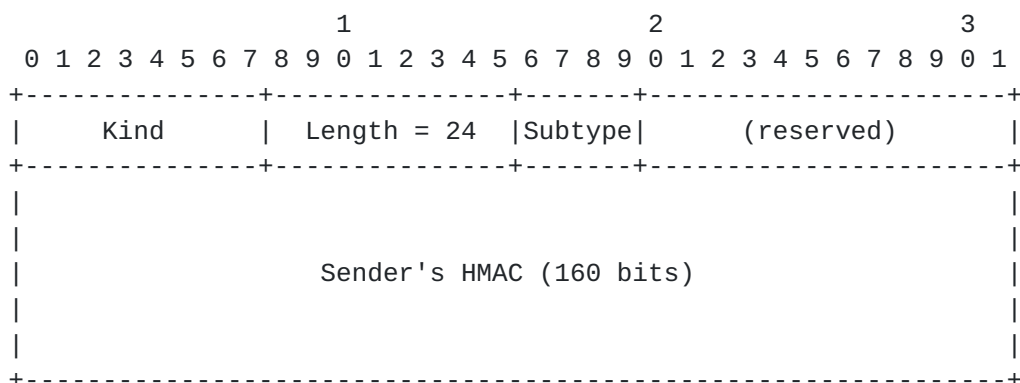 1                   2                   3
 0 1 2 3 4 5 6 7 8 9 0 1 2 3 4 5 6 7 8 9 0 1 2 3 4 5 6 7 8 9 0 1
+---------------+---------------+-------+-----------------------+
|     Kind      |  Length = 24  |Subtype|      (reserved)       |
+---------------+---------------+-------+-----------------------+
|                                                               |
|                                                               |
|                   Sender's HMAC (160 bits)                    |
|                                                               |
|                                                               |
+---------------------------------------------------------------+